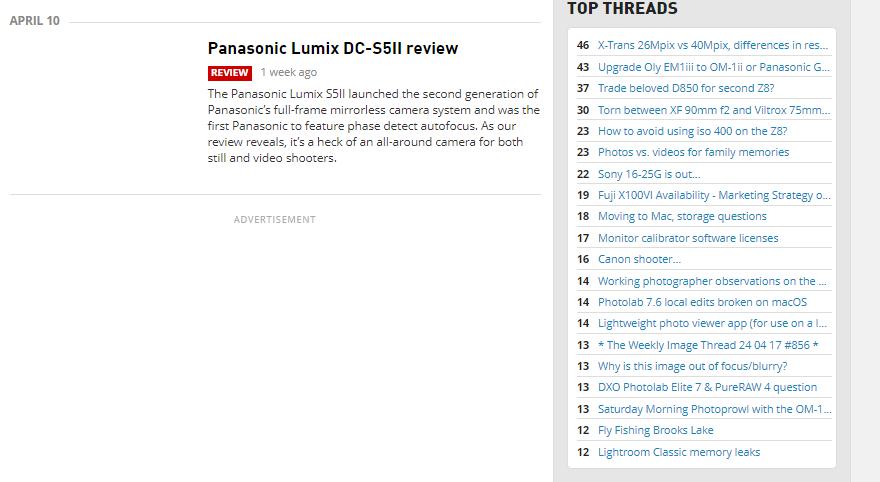 APRIL 10
Panasonic Lumix DC-S5II review
REVIEW 1 week ago
The Panasonic Lumix S5II launched the second generation of
Panasonic's full-frame mirrorless camera system and was the
first Panasonic to feature phase detect autofocus. As our
review reveals, it's a heck of an all-around camera for both
still and video shooters.
ADVERTISEMENT
TOP THREADS
46 X-Trans 26Mpix vs 40Mpix, differences in res...
43 Upgrade Oly EM1iii to OM-1ii or Panasonic G...
37 Trade beloved D850 for second Z8?
30 Torn between XF 90mm f2 and Viltrox 75mm...
23 How to avoid using iso 400 on the Z8?
23 Photos vs. videos for family memories
22 Sony 16-25G is out...
19 Fuji X100VI Availability - Marketing Strategy o...
18 Moving to Mac, storage questions
17 Monitor calibrator software licenses
16 Canon shooter...
14 Working photographer observations on the ...
14 Photolab 7.6 local edits broken on macOS
14 Lightweight photo viewer app (for use on a l...
13 * The Weekly Image Thread 24 04 17 #856 *
13 Why is this image out of focus/blurry?
13 DXO Photolab Elite 7 & PureRAW 4 question
13 Saturday Morning Photoprowl with the OM-1...
12 Fly Fishing Brooks Lake
12 Lightroom Classic memory leaks